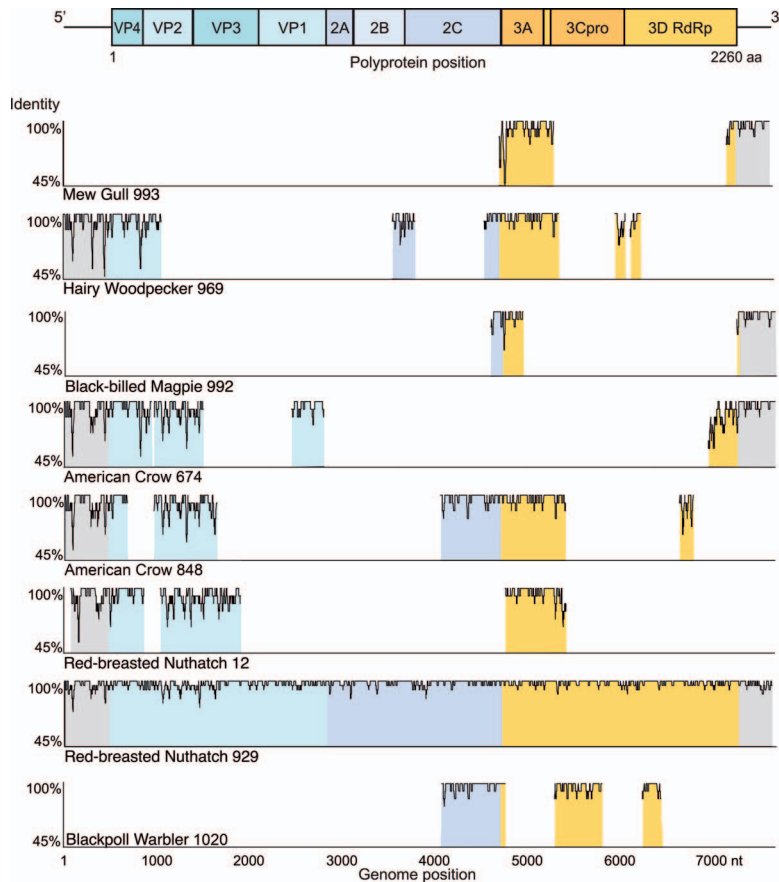 5' 3
VP4 VP2 VP3 VP1 2A 2B 2C 3A 3Cpro 3D RdRp
1 Polyprotein position 2260 aa
Identity
100%
45%
Mew Gull 993
100%
45%
Hairy Woodpecker 969
100%
45%
Black-billed Magpie 992
100%
45%
American Crow 674
100%
45%
American Crow 848
100%
45%
Red-breasted Nuthatch 12
100%
45%
Red-breasted Nuthatch 929
100%
45%
Blackpoll Warbler 1020
1 1000 2000 3000 4000 5000 6000 7000 nt
Genome position